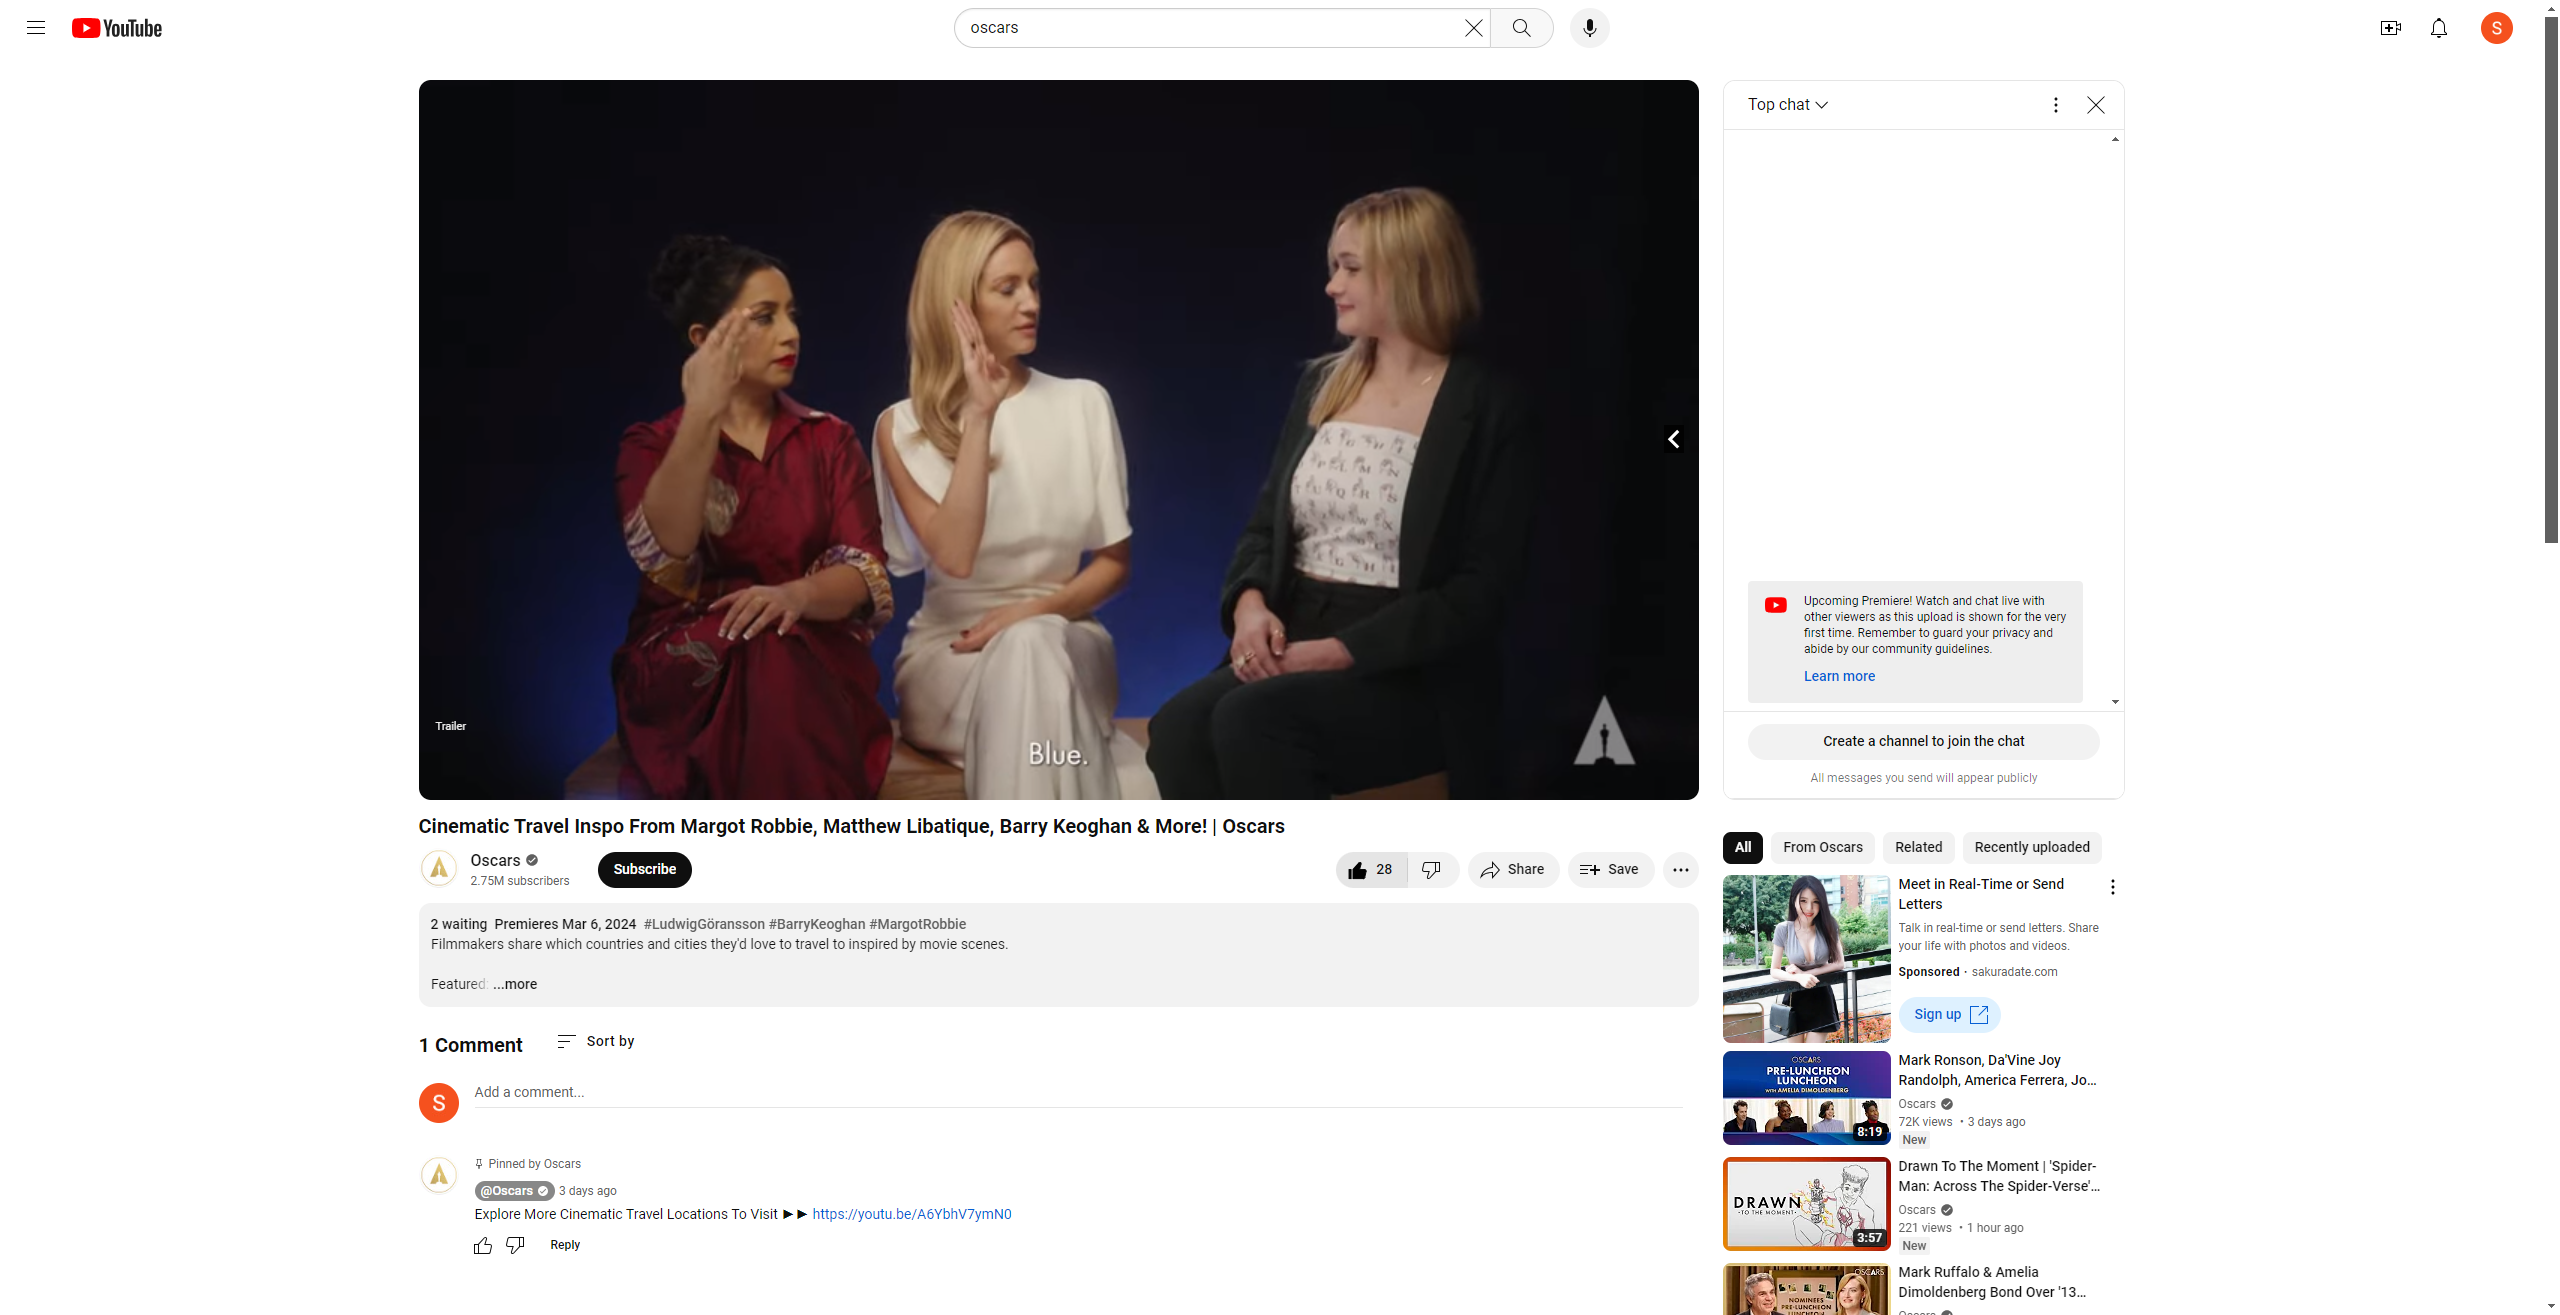 YouTube
oscars
S
Top chat
Trailer
Blue.
Upcoming Premiere! Watch and chat live with
other viewers as this upload is shown for the very
first time. Remember to guard your privacy and
abide by our community guidelines.
Learn more
Create a channel to join the chat
All messages you send will appear publicly
Cinematic Travel Inspo From Margot Robbie, Matthew Libatique, Barry Keoghan & More! | Oscars
Oscars
2.75M subscribers
Subscribe
28
Share
Save
2 waiting Premieres Mar 6, 2024 #LudwigGöransson #BarryKeoghan #MargotRobbie
Filmmakers share which countries and cities they'd love to travel to inspired by movie scenes.
Featured: ...more
1 Comment
Sort by
S
Add a comment...
Pinned by Oscars
@Oscars 3 days ago
Explore More Cinematic Travel Locations To Visit ►► https://youtu.be/A6YbhV7ymN0
Reply
All
From Oscars
Related
Recently uploaded
Meet in Real-Time or Send
Letters
Talk in real-time or send letters. Share
your life with photos and videos.
Sponsored · sakuradate.com
Sign up
OSCARS
PRE-LUNCHEON
LUNCHEON
WITH AMELIA DIMOLDENBERG
8:19
Mark Ronson, Da'Vine Joy
Randolph, America Ferrera, Jo...
Oscars
72K views • 3 days ago
New
DRAWN
-TO THE MOMENT-
3:57
Drawn To The Moment | 'Spider-
Man: Across The Spider-Verse'...
Oscars
221 views • 1 hour ago
New
OSCARS
NOMINEES
PRE-LUNCHEON
Mark Ruffalo & Amelia
Dimoldenberg Bond Over '13...